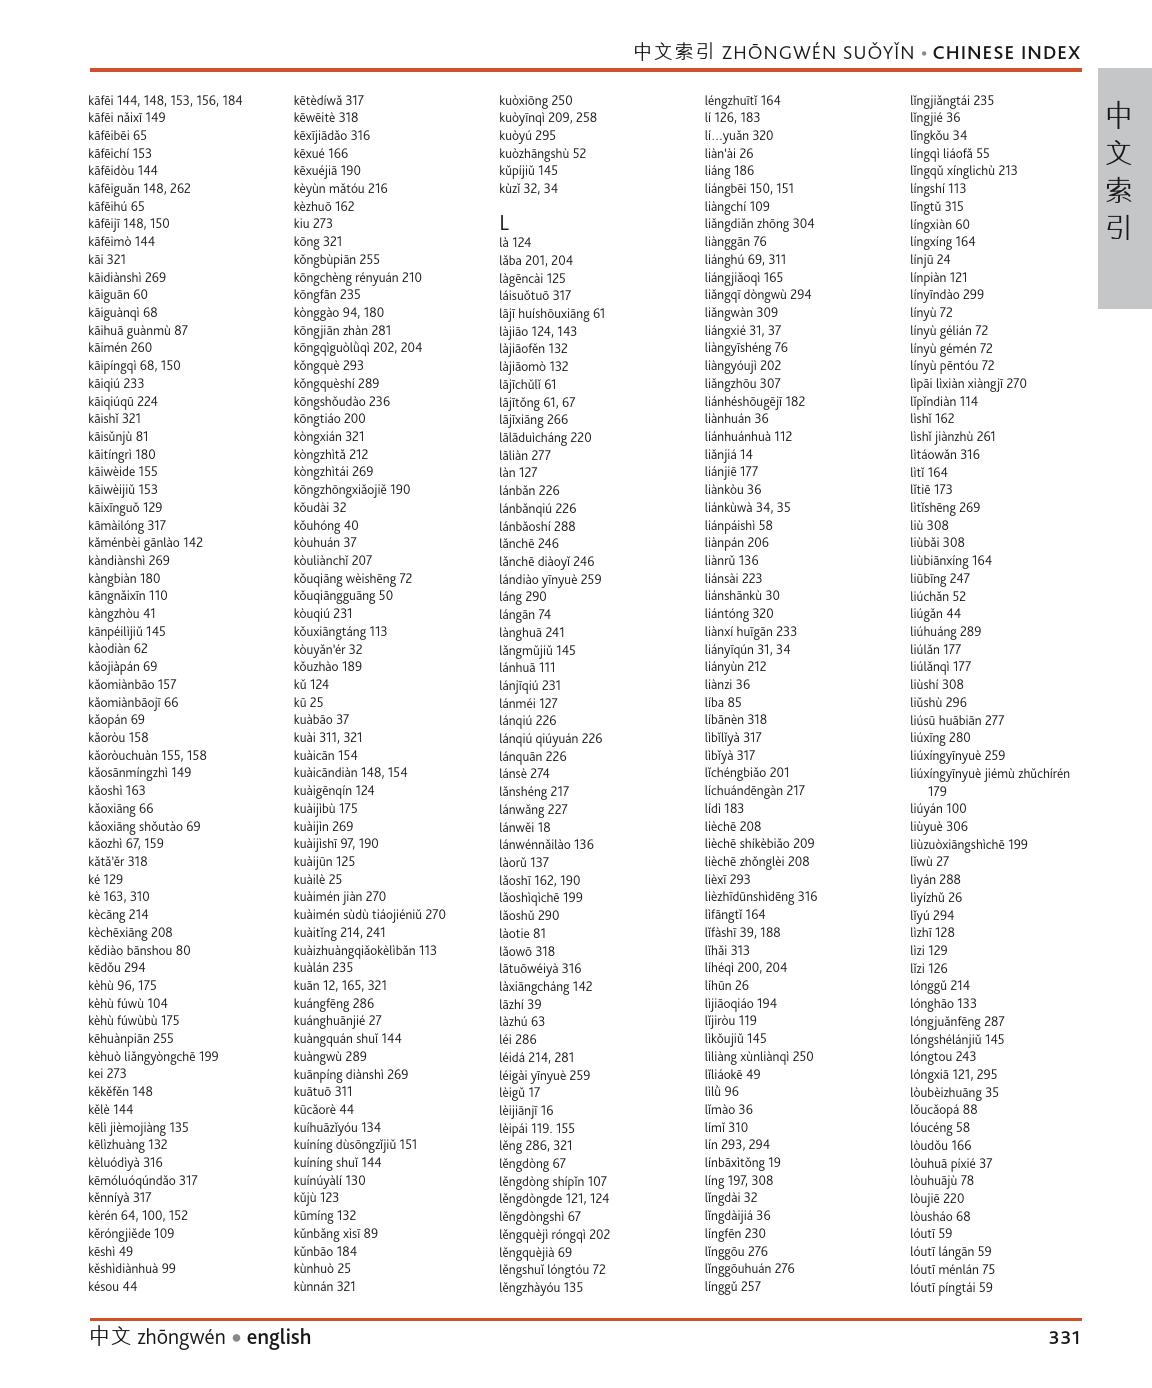 中文索引 ZHŌNGWÉN SUǑYǏN • CHINESE INDEX
kāfēi 144, 148, 153, 156, 184
kāfēi nǎixī 149
kāfēibēi 65
kāfēichí 153
kāfēidòu 144
kāfēiguǎn 148, 262
kāfēihú 65
kāfēijī 148, 150
kāfēimò 144
kāi 321
kāidiànshì 269
kāiguān 60
kāiguànqì 68
kāihuā guànmù 87
kāimén 260
kāipíngqì 68, 150
kāiqiú 233
kāiqiúqū 224
kāishǐ 321
kāisǔnjù 81
kāitíngrì 180
kāiwèide 155
kāiwèijiǔ 153
kāixīnguǒ 129
kāmàilóng 317
kǎménbèi gānlào 142
kàndiànshì 269
kàngbiàn 180
kāngnǎixīn 110
kàngzhòu 41
kānpéilìjiǔ 145
kàodiàn 62
kǎojiàpán 69
kǎomiànbāo 157
kǎomiànbāojī 66
kǎopán 69
kǎoròu 158
kǎoròuchuàn 155, 158
kǎosānmíngzhì 149
kǎoshì 163
kǎoxiāng 66
kǎoxiāng shǒutào 69
kǎozhì 67, 159
kǎtǎ'ěr 318
ké 129
kè 163, 310
kècāng 214
kèchēxiāng 208
kědiào bānshou 80
kēdǒu 294
kèhù 96, 175
kèhù fúwù 104
kèhù fúwùbù 175
kēhuànpiān 255
kèhuò liǎngyòngchē 199
kei 273
kěkěfěn 148
kělè 144
kēlì jièmojiàng 135
kēlìzhuàng 132
kèluódìyà 316
kēmóluóqúndǎo 317
kěnníyà 317
kèrén 64, 100, 152
kěróngjiěde 109
kēshì 49
kěshìdiànhuà 99
késou 44
kētèdíwǎ 317
kēwēitè 318
kēxījiādǎo 316
kēxué 166
kēxuéjiā 190
kèyùn mǎtóu 216
kèzhuō 162
kiu 273
kōng 321
kǒngbùpiān 255
kōngchèng rényuán 210
kōngfān 235
kònggào 94, 180
kōngjiān zhàn 281
kōngqìguòlǜqì 202, 204
kǒngquè 293
kǒngquèshí 289
kōngshǒudào 236
kōngtiáo 200
kòngxián 321
kòngzhìtǎ 212
kòngzhìtái 269
kōngzhōngxiǎojiě 190
kǒudài 32
kǒuhóng 40
kòuhuán 37
kòuliànchǐ 207
kǒuqiāng wèishēng 72
kǒuqiāngguāng 50
kòuqiú 231
kǒuxiāngtáng 113
kòuyǎn'ér 32
kǒuzhào 189
kǔ 124
kū 25
kuàbāo 37
kuài 311, 321
kuàicān 154
kuàicāndiàn 148, 154
kuàigēnqín 124
kuàijìbù 175
kuàijìn 269
kuàijìshī 97, 190
kuàijūn 125
kuàilè 25
kuàimén jiàn 270
kuàimén sùdù tiáojiéniǔ 270
kuàitǐng 214, 241
kuàizhuàngqiǎokèlìbǎn 113
kuàlán 235
kuān 12, 165, 321
kuángfēng 286
kuánghuānjié 27
kuàngquán shuǐ 144
kuàngwù 289
kuānpíng diànshì 269
kuātuō 311
kūcǎorè 44
kuíhuāzǐyóu 134
kuíníng dùsōngzǐjiǔ 151
kuíníng shuǐ 144
kuínúyàlí 130
kǔjù 123
kūmíng 132
kǔnbǎng xìsī 89
kǔnbāo 184
kùnhuò 25
kùnnán 321
kuòxiōng 250
kuòyīnqì 209, 258
kuòyú 295
kuòzhāngshù 52
kǔpíjiǔ 145
kùzī 32, 34
L
là 124
lǎba 201, 204
làgēncài 125
láisuǒtuō 317
lājī huíshōuxiāng 61
làjiāo 124, 143
làjiāofěn 132
làjiāomò 132
lājīchǔlǐ 61
lājītǒng 61, 67
lājīxiāng 266
lālāduìcháng 220
lāliàn 277
làn 127
lánbǎn 226
lánbǎnqiú 226
lánbǎoshí 288
lǎnchē 246
lǎnchē diàoyǐ 246
lándiào yīnyuè 259
láng 290
lángān 74
lànghuā 241
lǎngmǔjiǔ 145
lánhuā 111
lánjīqiú 231
lánméi 127
lánqiú 226
lánqiú qiúyuán 226
lánquān 226
lánsè 274
lǎnshéng 217
lánwǎng 227
lánwěi 18
lánwénnǎilào 136
làorǔ 137
lǎoshī 162, 190
lǎoshìqìchē 199
lǎoshǔ 290
làotie 81
lǎowō 318
lātuōwéiyà 316
làxiāngcháng 142
lāzhí 39
làzhú 63
léi 286
léidá 214, 281
léigài yīnyuè 259
lèigǔ 17
lèijiānjī 16
lèipái 119. 155
lěng 286, 321
lěngdòng 67
lěngdòng shípǐn 107
lěngdòngde 121, 124
lěngdòngshì 67
lěngquèjì róngqì 202
lěngquèjià 69
lěngshuǐ lóngtóu 72
lěngzhàyóu 135
léngzhuītǐ 164
lí 126, 183
lí…yuǎn 320
liàn'ài 26
liáng 186
liángbēi 150, 151
liàngchí 109
liǎngdiǎn zhōng 304
liànggān 76
liánghú 69, 311
liángjiǎoqì 165
liǎngqī dòngwù 294
liǎngwàn 309
liángxié 31, 37
liàngyīshéng 76
liàngyóujì 202
liǎngzhōu 307
liánhéshōugējī 182
liànhuán 36
liánhuánhuà 112
liǎnjiá 14
liánjiē 177
liànkòu 36
liánkùwà 34, 35
liánpáishì 58
liànpán 206
liànrǔ 136
liánsài 223
liánshānkù 30
liántóng 320
liànxí huīgān 233
liányīqún 31, 34
liányùn 212
liànzi 36
líba 85
líbānèn 318
lìbǐlǐyà 317
lìbǐyà 317
lǐchéngbiǎo 201
líchuándēngàn 217
lídì 183
lièchē 208
lièchē shíkèbiǎo 209
lièchē zhǒnglèi 208
lièxī 293
lièzhīdūnshìdēng 316
lìfāngtǐ 164
lǐfàshī 39, 188
lǐhǎi 313
líhéqì 200, 204
líhūn 26
lìjiāoqiáo 194
lǐjiròu 119
lìkǒujiǔ 145
lìliàng xùnliànqì 250
lǐliáokē 49
lìlǜ 96
lǐmào 36
límǐ 310
lín 293, 294
línbāxìtǒng 19
líng 197, 308
lǐngdài 32
lǐngdàijiá 36
língfēn 230
lǐnggōu 276
lǐnggōuhuán 276
línggǔ 257
lǐngjiǎngtái 235
lǐngjié 36
lǐngkǒu 34
língqì liáofǎ 55
lǐngqǔ xínglichù 213
língshí 113
lǐngtǔ 315
língxiàn 60
língxíng 164
línjū 24
línpiàn 121
línyīndào 299
línyù 72
línyù gélián 72
línyù gémén 72
línyù pēntóu 72
lìpāi lìxiàn xiàngjī 270
lǐpǐndiàn 114
lìshǐ 162
lìshǐ jiànzhù 261
lìtáowǎn 316
lìtǐ 164
lǐtiē 173
lìtǐshēng 269
liù 308
liùbǎi 308
liùbiānxíng 164
liūbīng 247
liúchǎn 52
liúgǎn 44
liúhuáng 289
liúlǎn 177
liúlǎnqì 177
liùshí 308
liǔshù 296
liúsū huābiān 277
liúxīng 280
liúxíngyīnyuè 259
liúxíngyīnyuè jiémù zhǔchírén
179
liúyán 100
liùyuè 306
liùzuòxiāngshìchē 199
lǐwù 27
lìyán 288
lìyízhǔ 26
lǐyú 294
lìzhī 128
lìzi 129
lǐzi 126
lónggǔ 214
lónghāo 133
lóngjuǎnfēng 287
lóngshélánjiǔ 145
lóngtou 243
lóngxiā 121, 295
lòubèizhuāng 35
lǒucǎopá 88
lóucéng 58
lòudǒu 166
lòuhuā píxié 37
lòuhuājù 78
lòujiē 220
lòusháo 68
lóutī 59
lóutī lángān 59
lóutī ménlán 75
lóutī píngtái 59
中文索引
中文 zhōngwén • english
331